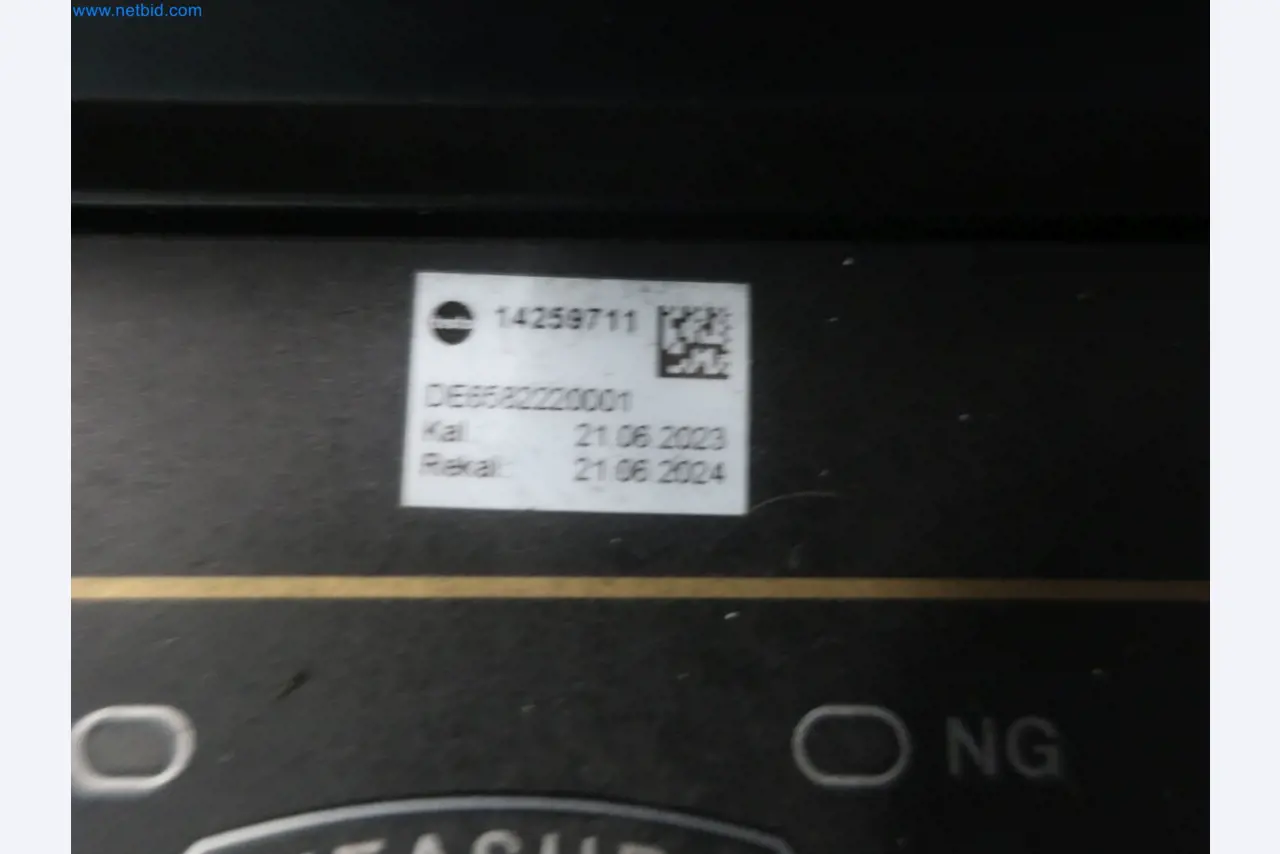 www.netbid.com
14259711
DE6582220001
Kal. 21.06.2023
Rekal.: 21.06.2024
NG